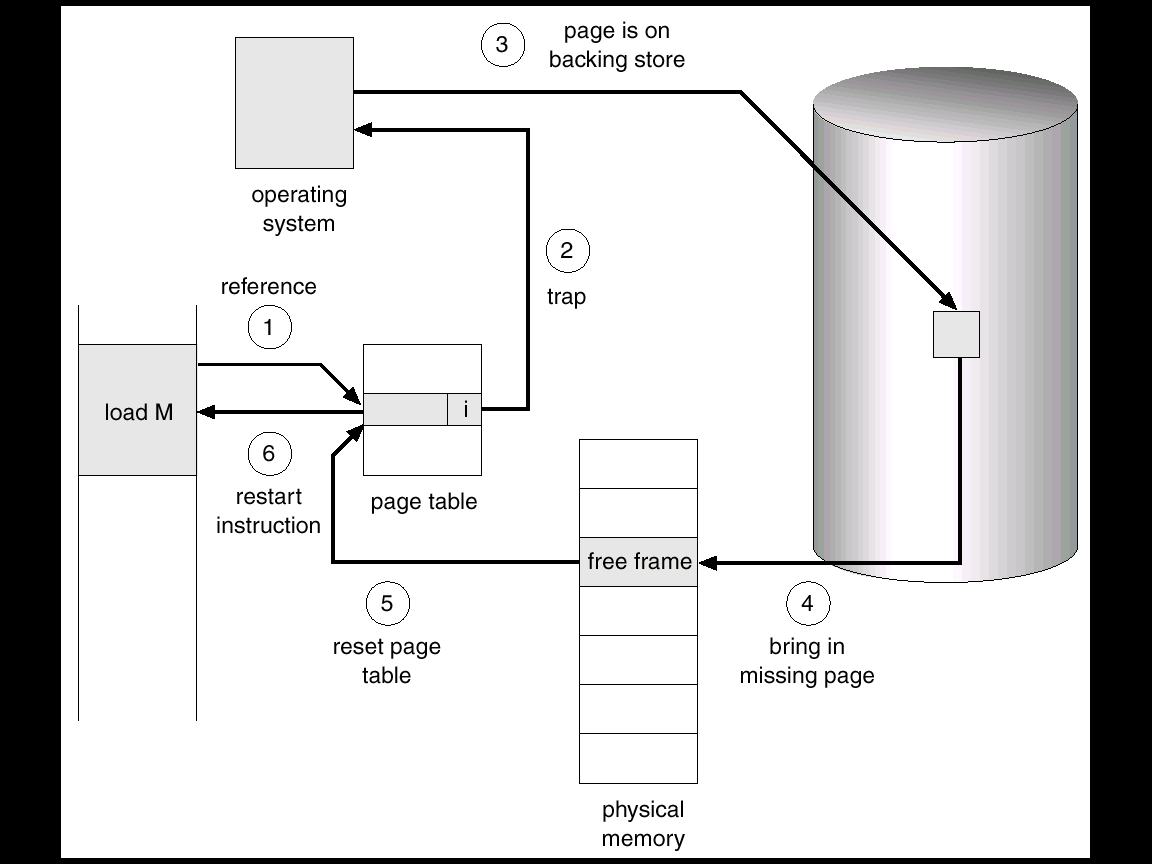 3
page is on
backing store
operating
system
2
trap
reference
1
load M
i
6
restart
instruction
page table
free frame
5
reset page
table
4
bring in
missing page
physical
memory